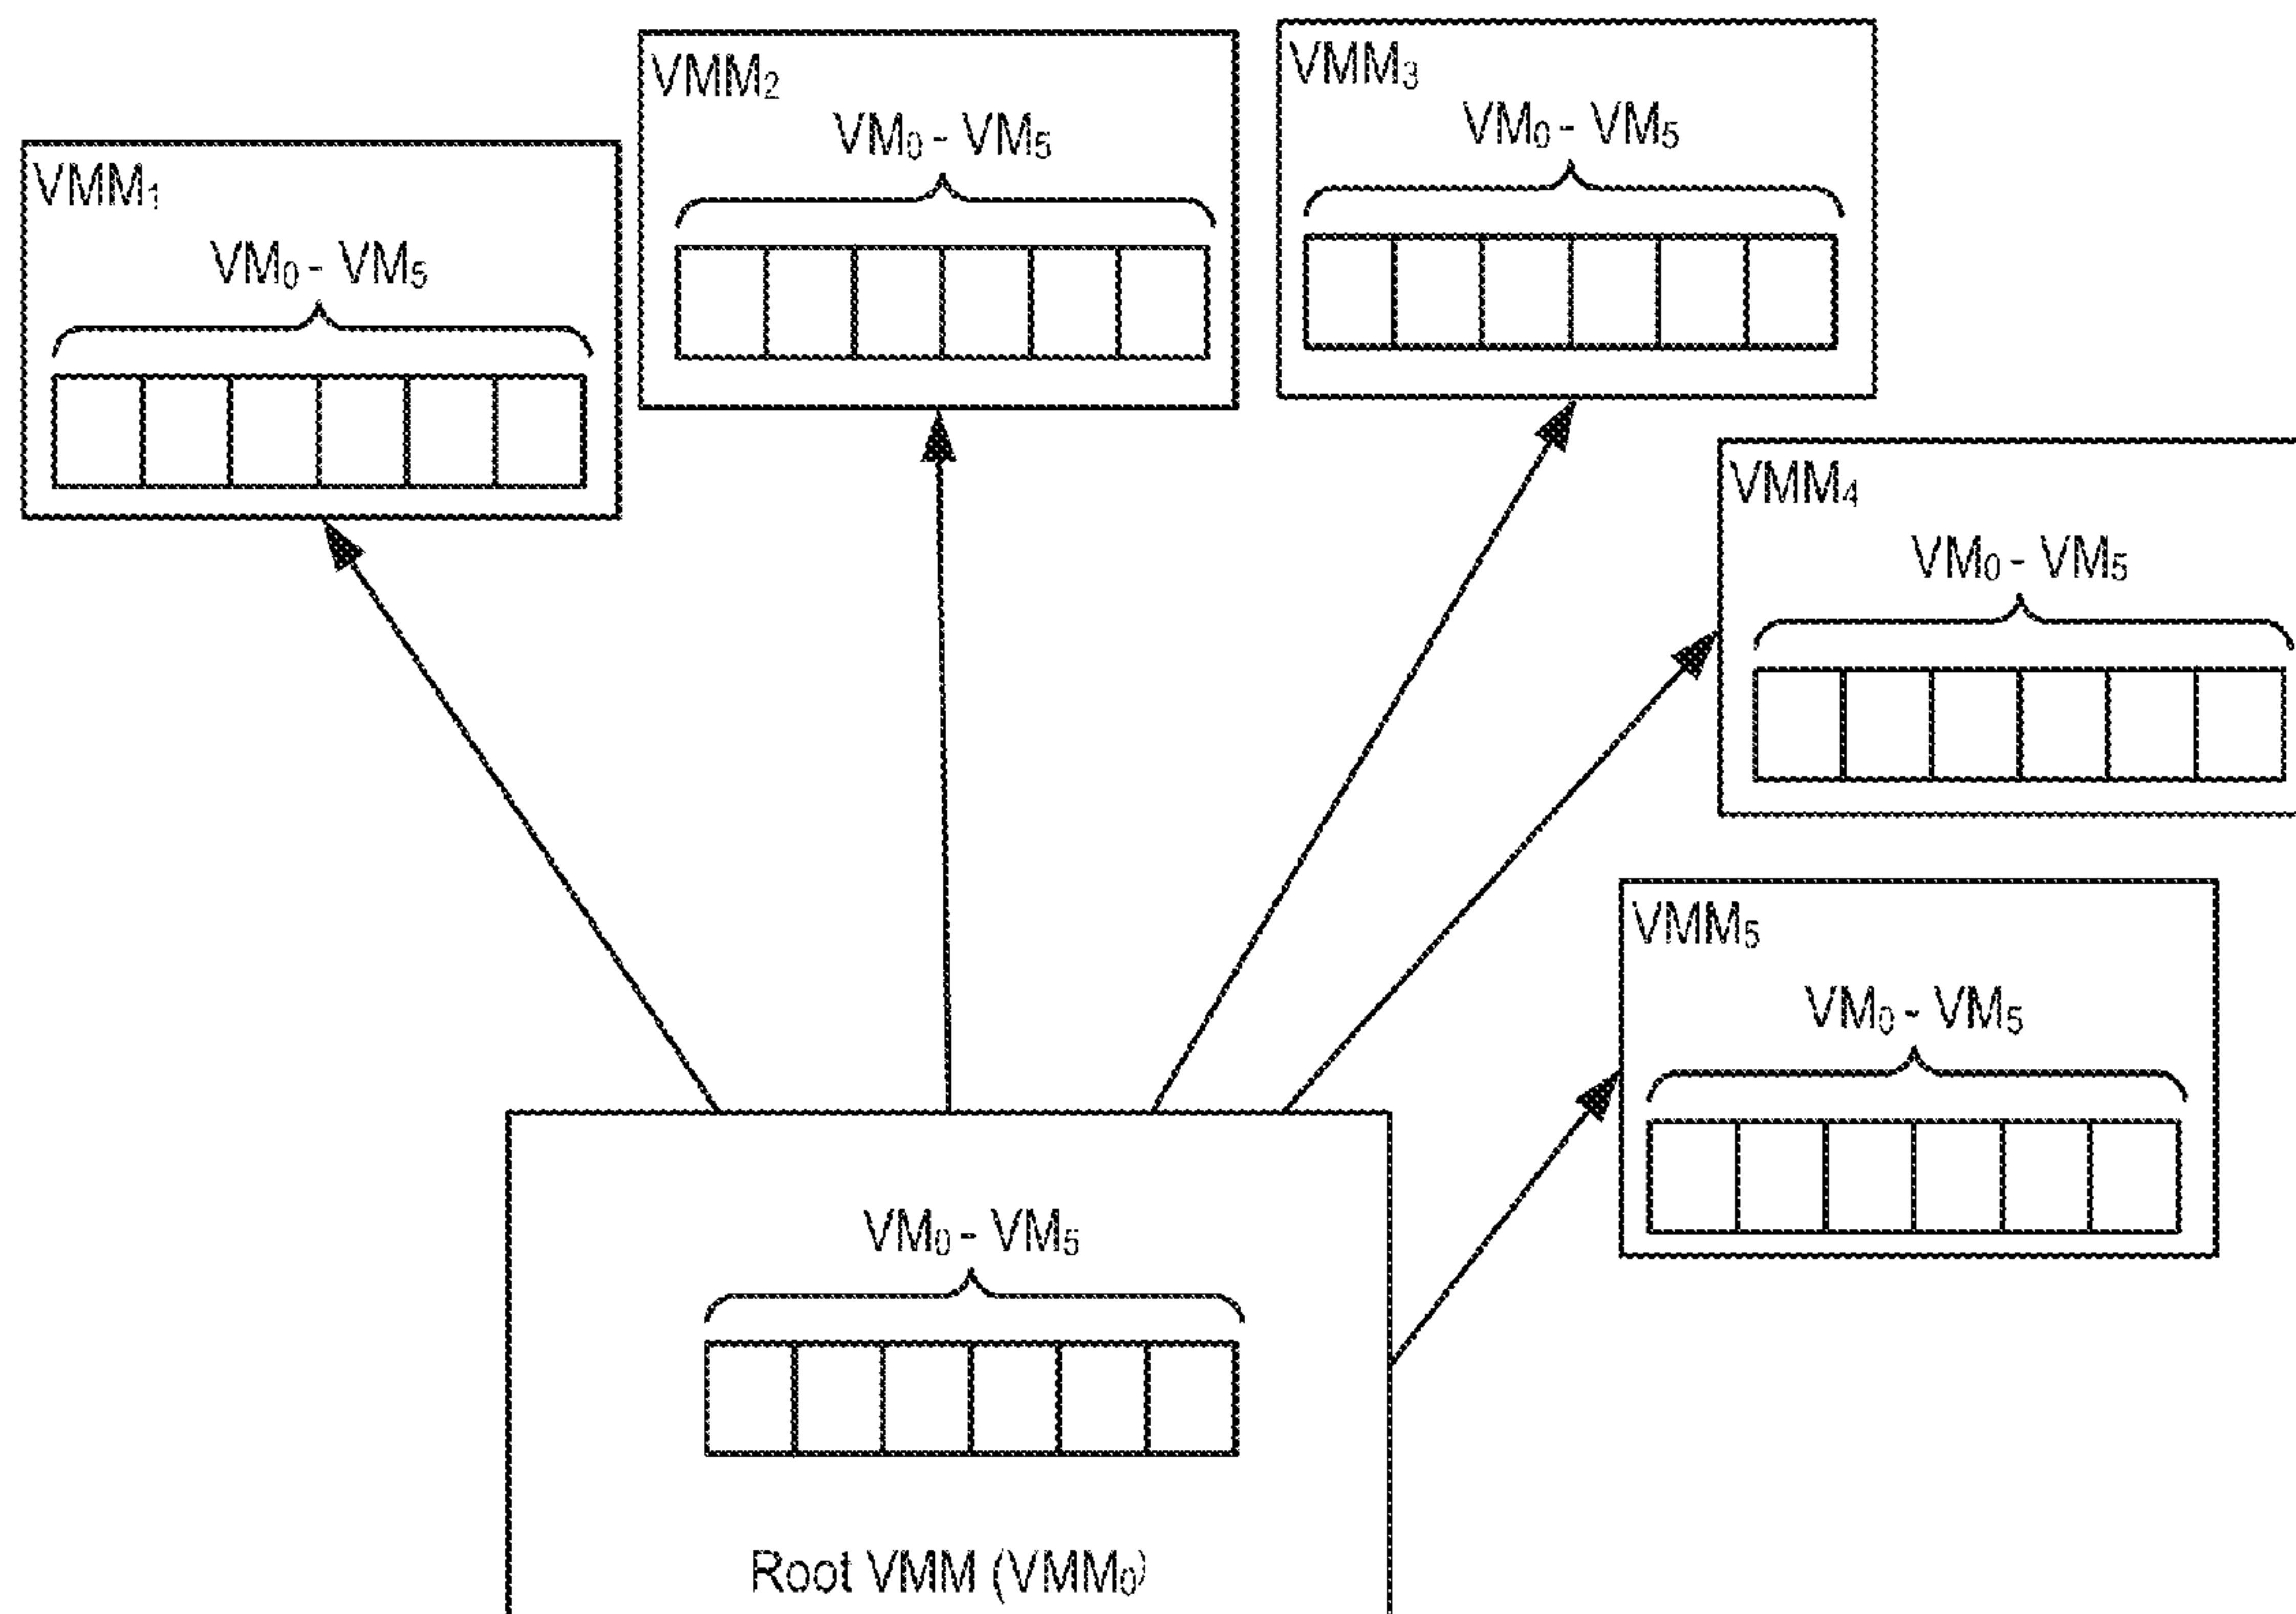 VMM₁
VM₀ - VM₅
VMM₂
VM₀ - VM₅
VMM₃
VM₀ - VM₅
VMM₄
VM₀ - VM₅
VMM₅
VM₀ - VM₅
VM₀ - VM₅
Root VMM (VMM₀)